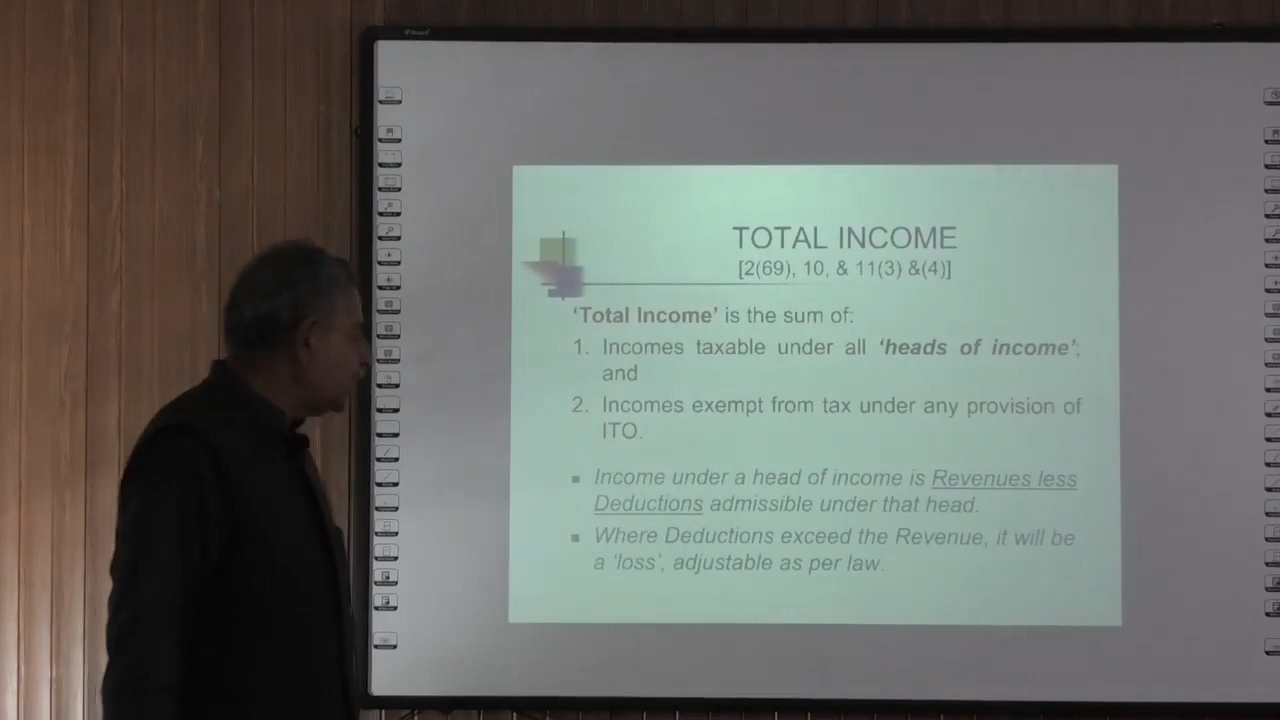 TOTAL INCOME
[2(69), 10, & 11(3) &(4)]
‘Total Income’ is the sum of:
1. Incomes taxable under all ‘heads of income’;
and
2. Incomes exempt from tax under any provision of
ITO.
▪ Income under a head of income is Revenues less
Deductions admissible under that head.
▪ Where Deductions exceed the Revenue, it will be
a ‘loss’, adjustable as per law.